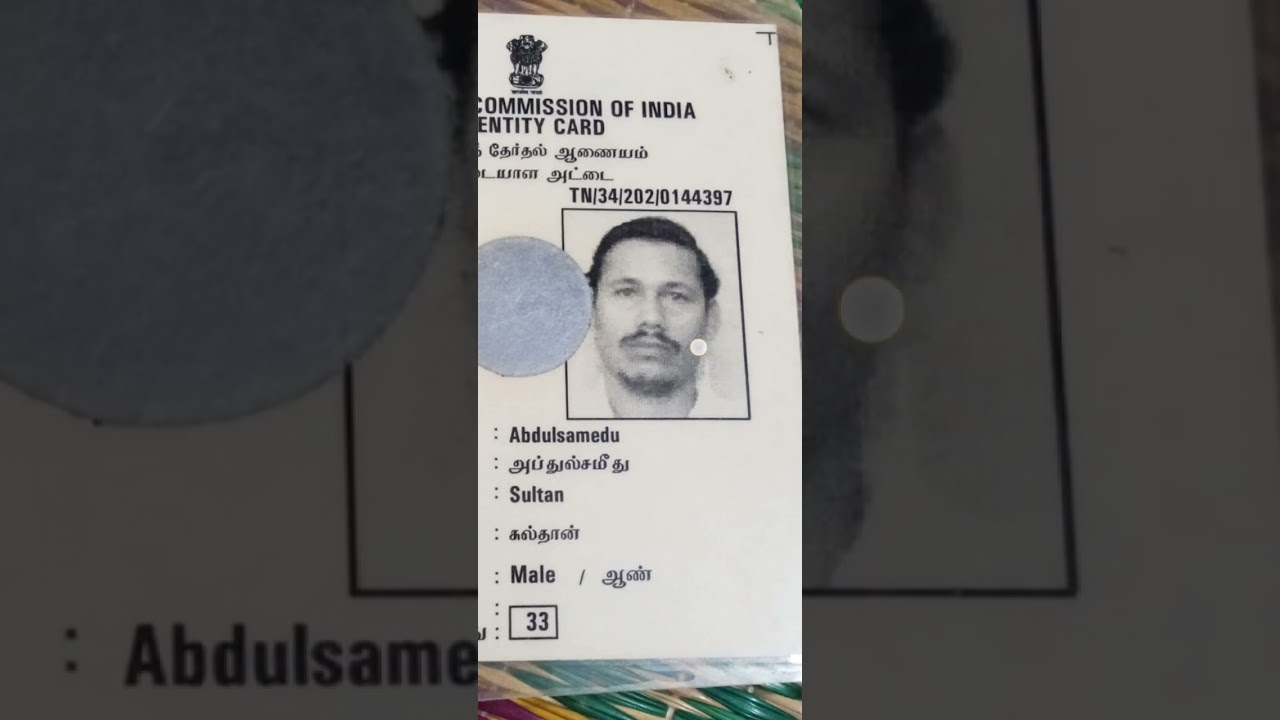 COMMISSION OF INDIA
ENTITY CARD
தேர்தல் ஆணையம்
டையாள அட்டை
TN/34/202/0144397
: Abdulsamedu
: அப்துல்சமீது
: Sultan
: சுல்தான்
: Male / ஆண்
:
: 33
: Abdulsame